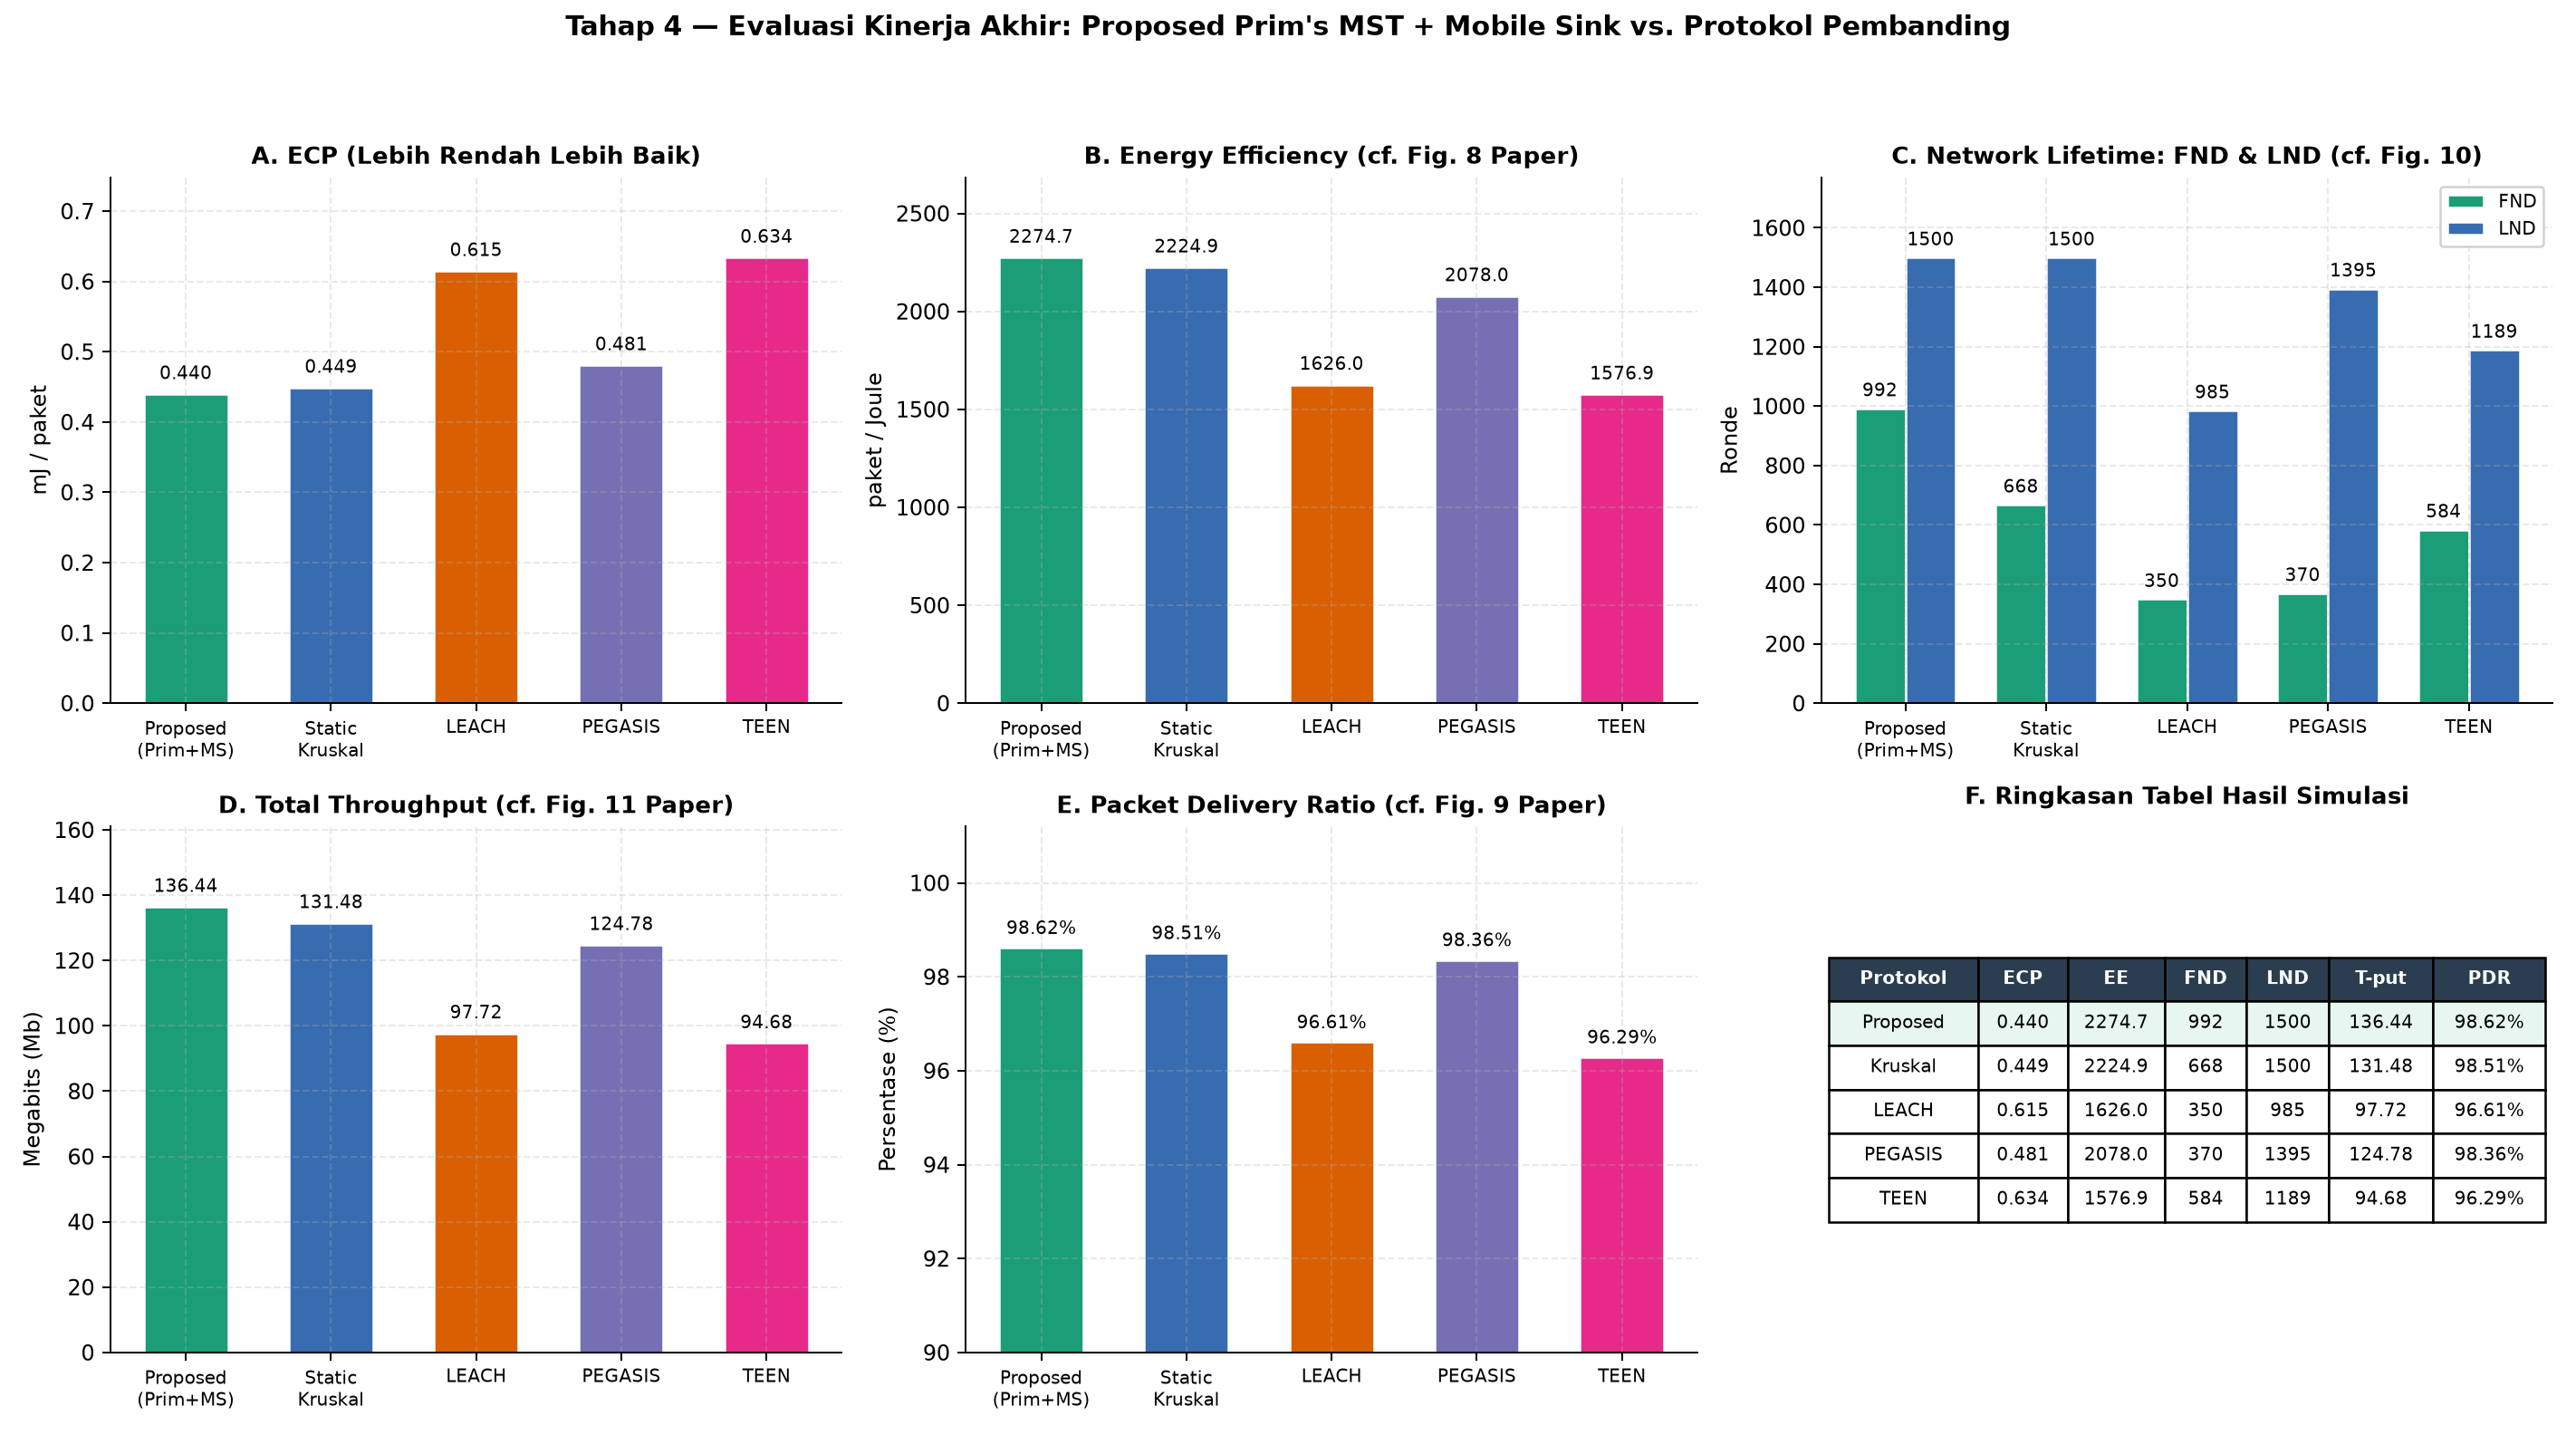 Tahap 4 — Evaluasi Kinerja Akhir: Proposed Prim's MST + Mobile Sink vs. Protokol Pembanding
A. ECP (Lebih Rendah Lebih Baik)
mJ / paket
0.7
0.6
0.5
0.4
0.3
0.2
0.1
0.0
0.440
0.449
0.615
0.481
0.634
Proposed
(Prim+MS)
Static
Kruskal
LEACH
PEGASIS
TEEN
B. Energy Efficiency (cf. Fig. 8 Paper)
paket / Joule
2500
2000
1500
1000
500
0
2274.7
2224.9
1626.0
2078.0
1576.9
Proposed
(Prim+MS)
Static
Kruskal
LEACH
PEGASIS
TEEN
C. Network Lifetime: FND & LND (cf. Fig. 10)
FND
LND
Ronde
1600
1400
1200
1000
800
600
400
200
0
992
1500
668
1500
350
985
370
1395
584
1189
Proposed
(Prim+MS)
Static
Kruskal
LEACH
PEGASIS
TEEN
D. Total Throughput (cf. Fig. 11 Paper)
Megabits (Mb)
160
140
120
100
80
60
40
20
0
136.44
131.48
97.72
124.78
94.68
Proposed
(Prim+MS)
Static
Kruskal
LEACH
PEGASIS
TEEN
E. Packet Delivery Ratio (cf. Fig. 9 Paper)
Persentase (%)
100
98
96
94
92
90
98.62%
98.51%
96.61%
98.36%
96.29%
Proposed
(Prim+MS)
Static
Kruskal
LEACH
PEGASIS
TEEN
F. Ringkasan Tabel Hasil Simulasi
Protokol ECP EE FND LND T-put PDR
Proposed 0.440 2274.7 992 1500 136.44 98.62%
Kruskal 0.449 2224.9 668 1500 131.48 98.51%
LEACH 0.615 1626.0 350 985 97.72 96.61%
PEGASIS 0.481 2078.0 370 1395 124.78 98.36%
TEEN 0.634 1576.9 584 1189 94.68 96.29%